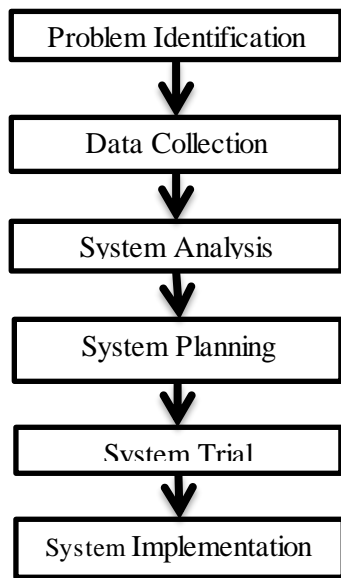 Problem Identification
Data Collection
System Analysis
System Planning
System Trial
System Implementation